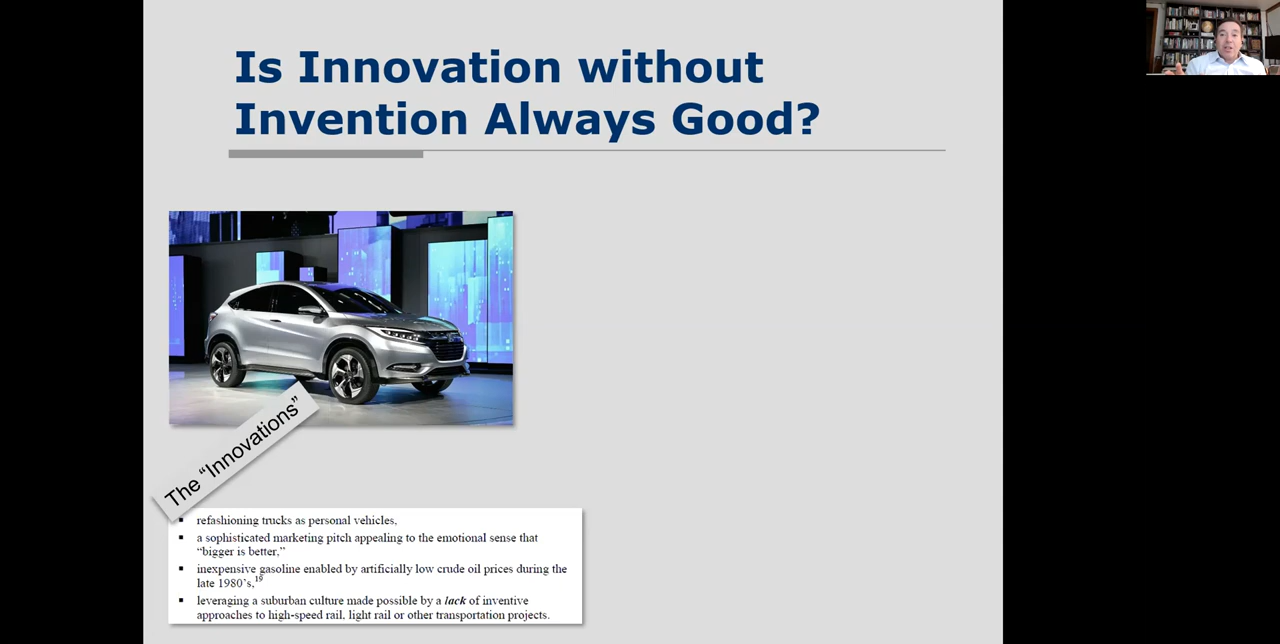 Is Innovation without
Invention Always Good?
The “Innovations”
▪ refashioning trucks as personal vehicles,
▪ a sophisticated marketing pitch appealing to the emotional sense that
“bigger is better,”
▪ inexpensive gasoline enabled by artificially low crude oil prices during the
late 1980’s,19
▪ leveraging a suburban culture made possible by a lack of inventive
approaches to high-speed rail, light rail or other transportation projects.